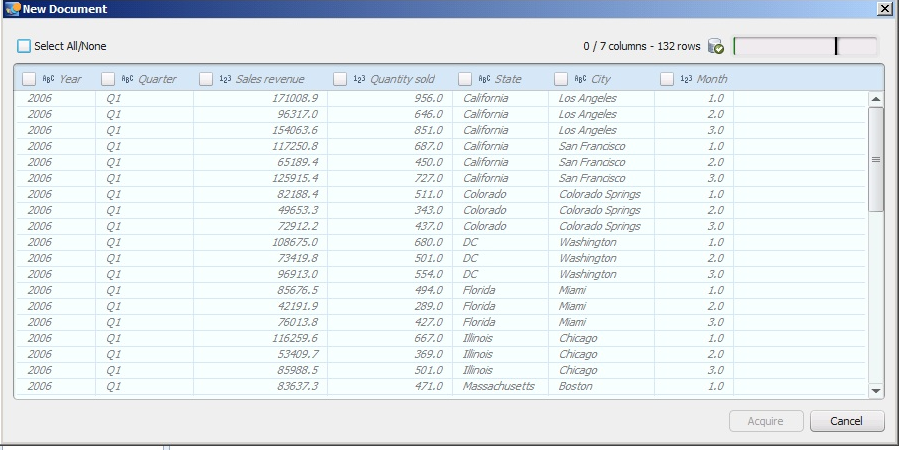 New Document
Select All/None 0 / 7 columns - 132 rows
ABC Year ABC Quarter 123 Sales revenue 123 Quantity sold ABC State ABC City 123 Month
2006 Q1 171008.9 956.0 California Los Angeles 1.0
2006 Q1 96317.0 646.0 California Los Angeles 2.0
2006 Q1 154063.6 851.0 California Los Angeles 3.0
2006 Q1 117250.8 687.0 California San Francisco 1.0
2006 Q1 65189.4 450.0 California San Francisco 2.0
2006 Q1 125915.4 727.0 California San Francisco 3.0
2006 Q1 82188.4 511.0 Colorado Colorado Springs 1.0
2006 Q1 49653.3 343.0 Colorado Colorado Springs 2.0
2006 Q1 72912.2 437.0 Colorado Colorado Springs 3.0
2006 Q1 108675.0 680.0 DC Washington 1.0
2006 Q1 73419.8 501.0 DC Washington 2.0
2006 Q1 96913.0 554.0 DC Washington 3.0
2006 Q1 85676.5 494.0 Florida Miami 1.0
2006 Q1 42191.9 289.0 Florida Miami 2.0
2006 Q1 76013.8 427.0 Florida Miami 3.0
2006 Q1 116259.6 667.0 Illinois Chicago 1.0
2006 Q1 53409.7 369.0 Illinois Chicago 2.0
2006 Q1 85988.5 501.0 Illinois Chicago 3.0
2006 Q1 83637.3 471.0 Massachusetts Boston 1.0
Acquire Cancel